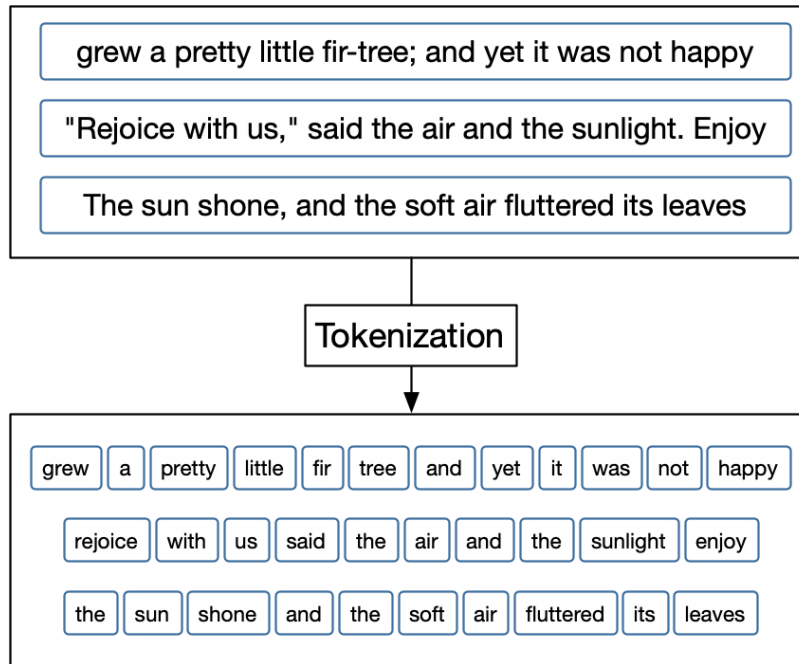 grew a pretty little fir-tree; and yet it was not happy
"Rejoice with us," said the air and the sunlight. Enjoy
The sun shone, and the soft air fluttered its leaves
Tokenization
grew a pretty little fir tree and yet it was not happy
rejoice with us said the air and the sunlight enjoy
the sun shone and the soft air fluttered its leaves